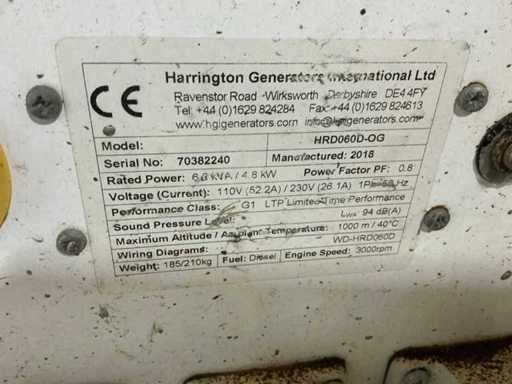 CE
Harrington Generators International Ltd
Ravenstor Road Wirksworth Derbyshire DE4 4FY
Tel: +44 (0)1629 824284 Fax: +44 (0)1629 824613
www.hgigenerators.com info@hgigenerators.com
Model: HRD060D-OG
Serial No: 70382240 Manufactured: 2018
Rated Power: 6.0 kVA / 4.8 kW Power Factor PF: 0.8
Voltage (Current): 110V (52.2A) / 230V (26.1A) 1Ph 50 Hz
Performance Class: G1 LTP Limited Time Performance
Sound Pressure Level: LWA 94 dB(A)
Maximum Altitude / Ambient Temperature: 1000 m / 40°C
Wiring Diagrams: WD-HRD060D
Weight: 185/210kg Fuel: Diesel Engine Speed: 3000rpm